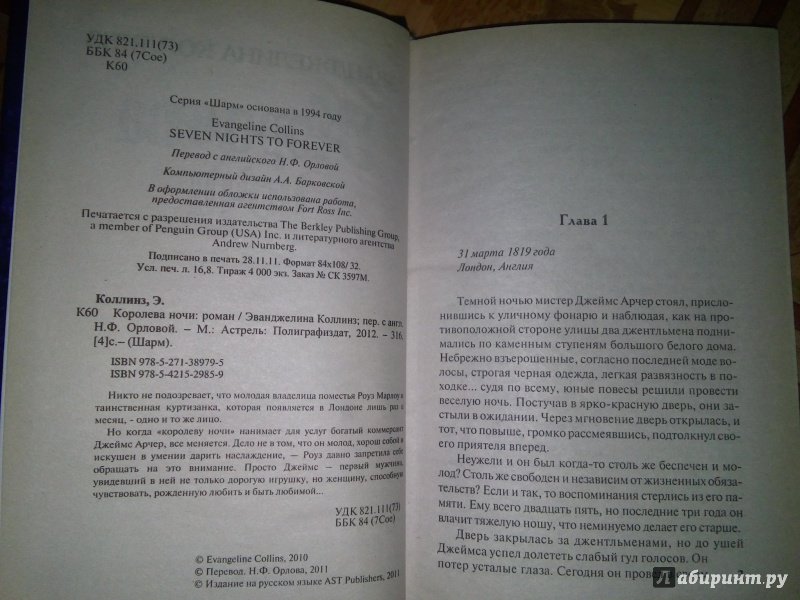 УДК 821.111(73)
ББК 84 (7Сое)
К60
Серия «Шарм» основана в 1994 году
Evangeline Collins
SEVEN NIGHTS TO FOREVER
Перевод с английского Н.Ф. Орловой
Компьютерный дизайн А.А. Барковской
В оформлении обложки использована работа,
предоставленная агентством Fort Ross Inc.
Печатается с разрешения издательства The Berkley Publishing Group,
a member of Penguin Group (USA) Inc. и литературного агентства
Andrew Nurnberg.
Подписано в печать 28.11.11. Формат 84х108/32.
Усл. печ. л. 16,8. Тираж 4 000 экз. Заказ № СК 3597М.
Коллинз, Э.
К60 Королева ночи: роман / Эванджелина Коллинз; пер. с англ.
Н.Ф. Орловой. – М.: Астрель: Полиграфиздат, 2012. – 316,
[4]с.– (Шарм).
ISBN 978-5-271-38979-5
ISBN 978-5-4215-2985-9
Никто не подозревает, что молодая владелица поместья Роуз Марлоу и
таинственная куртизанка, которая появляется в Лондоне лишь раз в
месяц, - одно и то же лицо.
Но когда «королеву ночи» нанимает для услуг богатый коммерсант
Джеймс Арчер, все меняется. Дело не в том, что он молод, хорош собой и
искушен в умении дарить наслаждение, — Роуз давно запретила себе
обращать на это внимание. Просто Джеймс – первый мужчина,
увидевший в ней не только дорогую игрушку, но женщину, способную
чувствовать, рожденную любить и быть любимой...
УДК 821.111(73)
ББК 84 (7Сое)
© Evangeline Collins, 2010
© Перевод. Н.Ф. Орлова, 2011
© Издание на русском языке AST Publishers, 2011
Глава 1
31 марта 1819 года
Лондон, Англия
Темной ночью мистер Джеймс Арчер стоял, присло-
нившись к уличному фонарю и наблюдая, как на про-
тивоположной стороне улицы два джентльмена подни-
мались по каменным ступеням большого белого дома.
Небрежно взъерошенные, согласно последней моде во-
лосы, строгая черная одежда, легкая развязность в по-
ходке... судя по всему, юные повесы решили провести
веселую ночь. Постучав в ярко-красную дверь, они за-
стыли в ожидании. Через мгновение дверь открылась, и
тот, что повыше, громко рассмеявшись, подтолкнул сво-
его приятеля вперед.
Неужели и он был когда-то столь же беспечен и мо-
лод? Столь же свободен и независим от жизненных обяза-
тельств? Если и так, то воспоминания стерлись из его па-
мяти. Ему всего двадцать пять, но последние три года он
влачит тяжелую ношу, что неминуемо делает его старше.
Дверь закрылась за джентльменами, но до ушей
Джеймса успел долететь слабый гул голосов. Он
потер усталые глаза. Сегодня он
Лабиринт.ру